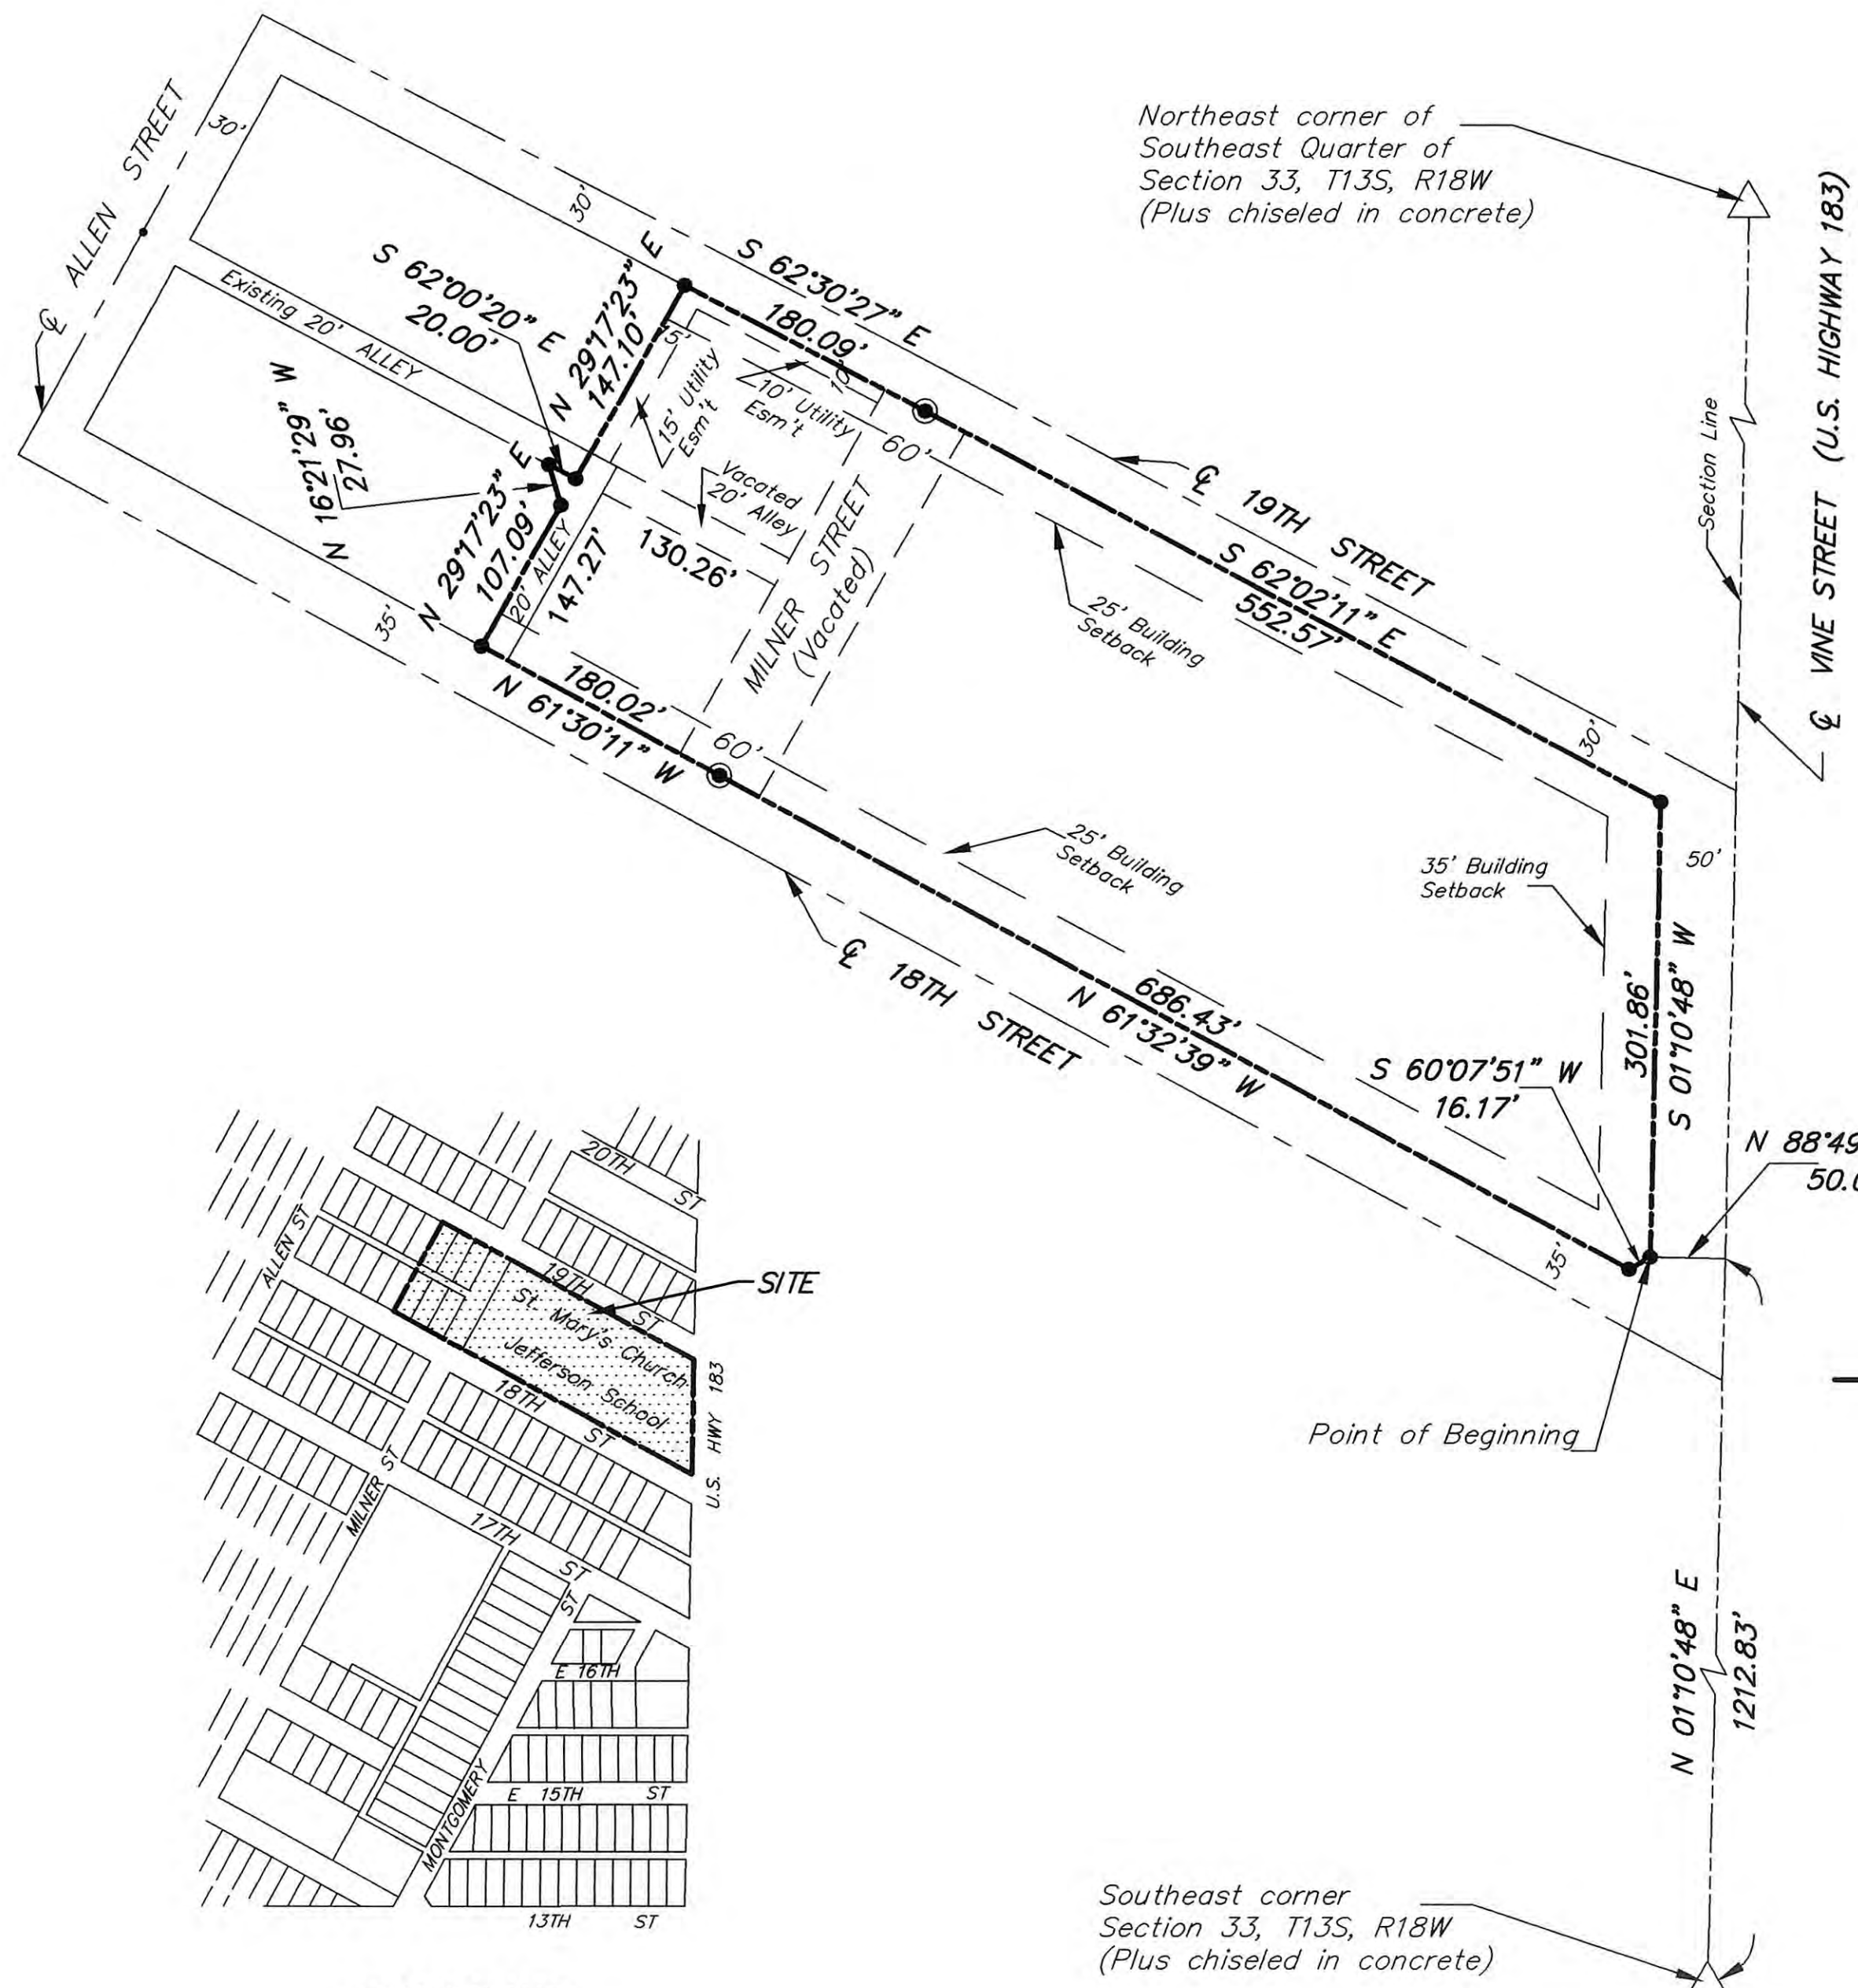 Northeast corner of
Southeast Quarter of
Section 33, T13S, R18W
(Plus chiseled in concrete)
℄ VINE STREET (U.S. HIGHWAY 183)
Section Line
℄ ALLEN STREET
30'
30'
Existing 20' ALLEY
S 62°00'20" E
20.00'
N 29°17'23" E
147.10'
S 62°30'27" E
180.09'
N 16°21'29" W
27.96'
N 29°17'23" E
107.09'
20' ALLEY
147.27'
15'
15' Utility
Esm't
10'
10' Utility
Esm't
60'
Vacated
20' Alley
130.26'
MILNER STREET
(Vacated)
℄ 19TH STREET
S 62°02'11" E
552.57'
25' Building
Setback
30'
35'
180.02'
N 61°30'11" W
60'
25' Building
Setback
35' Building
Setback
50'
℄ 18TH STREET
686.43'
N 61°32'39" W
S 60°07'51" W
16.17'
301.86'
S 01°10'48" W
N 88°49
50.0
35'
Point of Beginning
N 01°10'48" E
1212.83'
Southeast corner
Section 33, T13S, R18W
(Plus chiseled in concrete)
20TH ST
ALLEN ST
19TH ST
SITE
St. Mary's Church
Jefferson School
18TH ST
U.S. HWY 183
MILNER ST
17TH ST
ST
E 16TH
MONTGOMERY
E 15TH ST
13TH ST